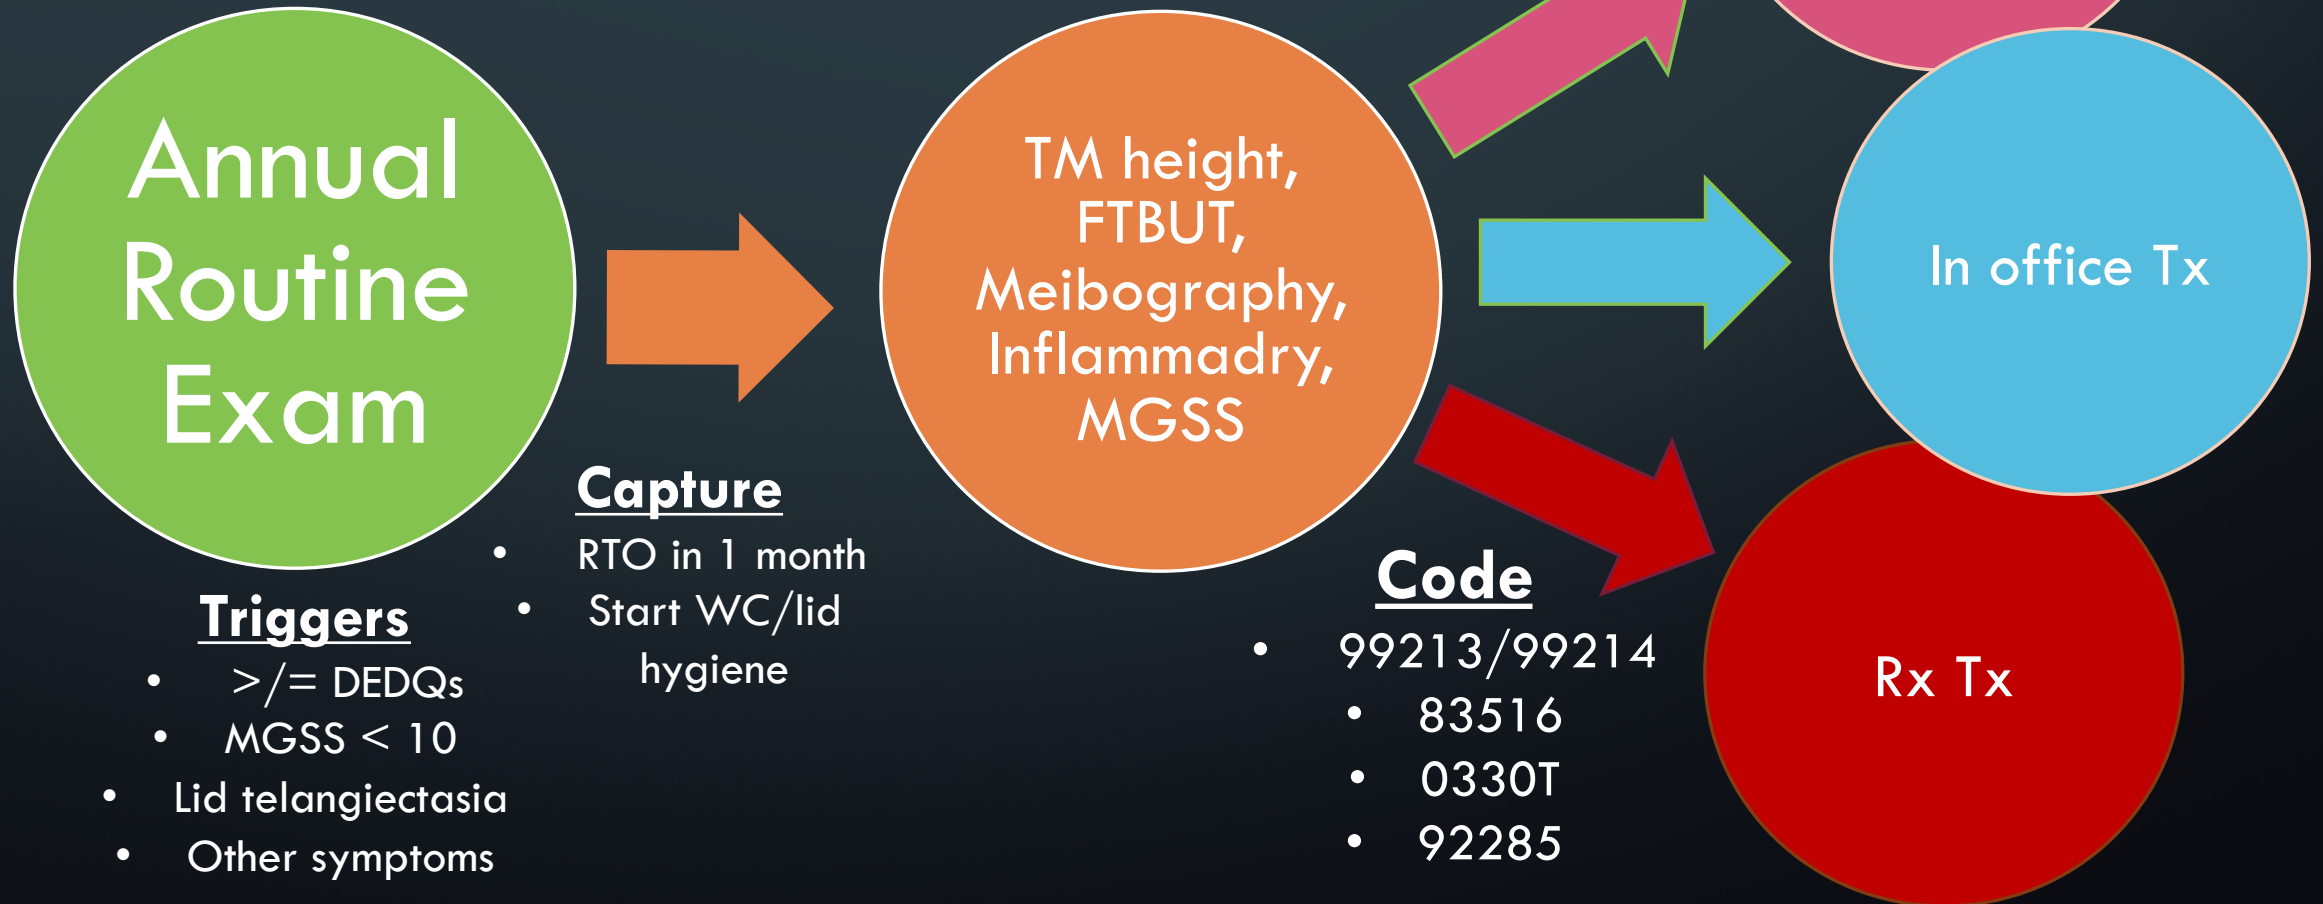 Annual
Routine
Exam
Triggers
• >/= DEDQs
• MGSS < 10
• Lid telangiectasia
• Other symptoms
Capture
• RTO in 1 month
• Start WC/lid
hygiene
TM height,
FTBUT,
Meibography,
Inflammadry,
MGSS
Code
• 99213/99214
• 83516
• 0330T
• 92285
In office Tx
Rx Tx